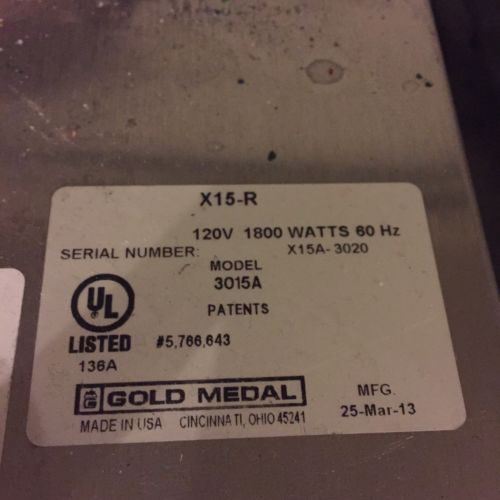 X15-R
120V 1800 WATTS 60 Hz
SERIAL NUMBER: X15A-3020
MODEL
3015A
PATENTS
UL
LISTED #5,766,643
136A
G GOLD MEDAL
MFG.
MADE IN USA CINCINNATI, OHIO 45241
25-Mar-13